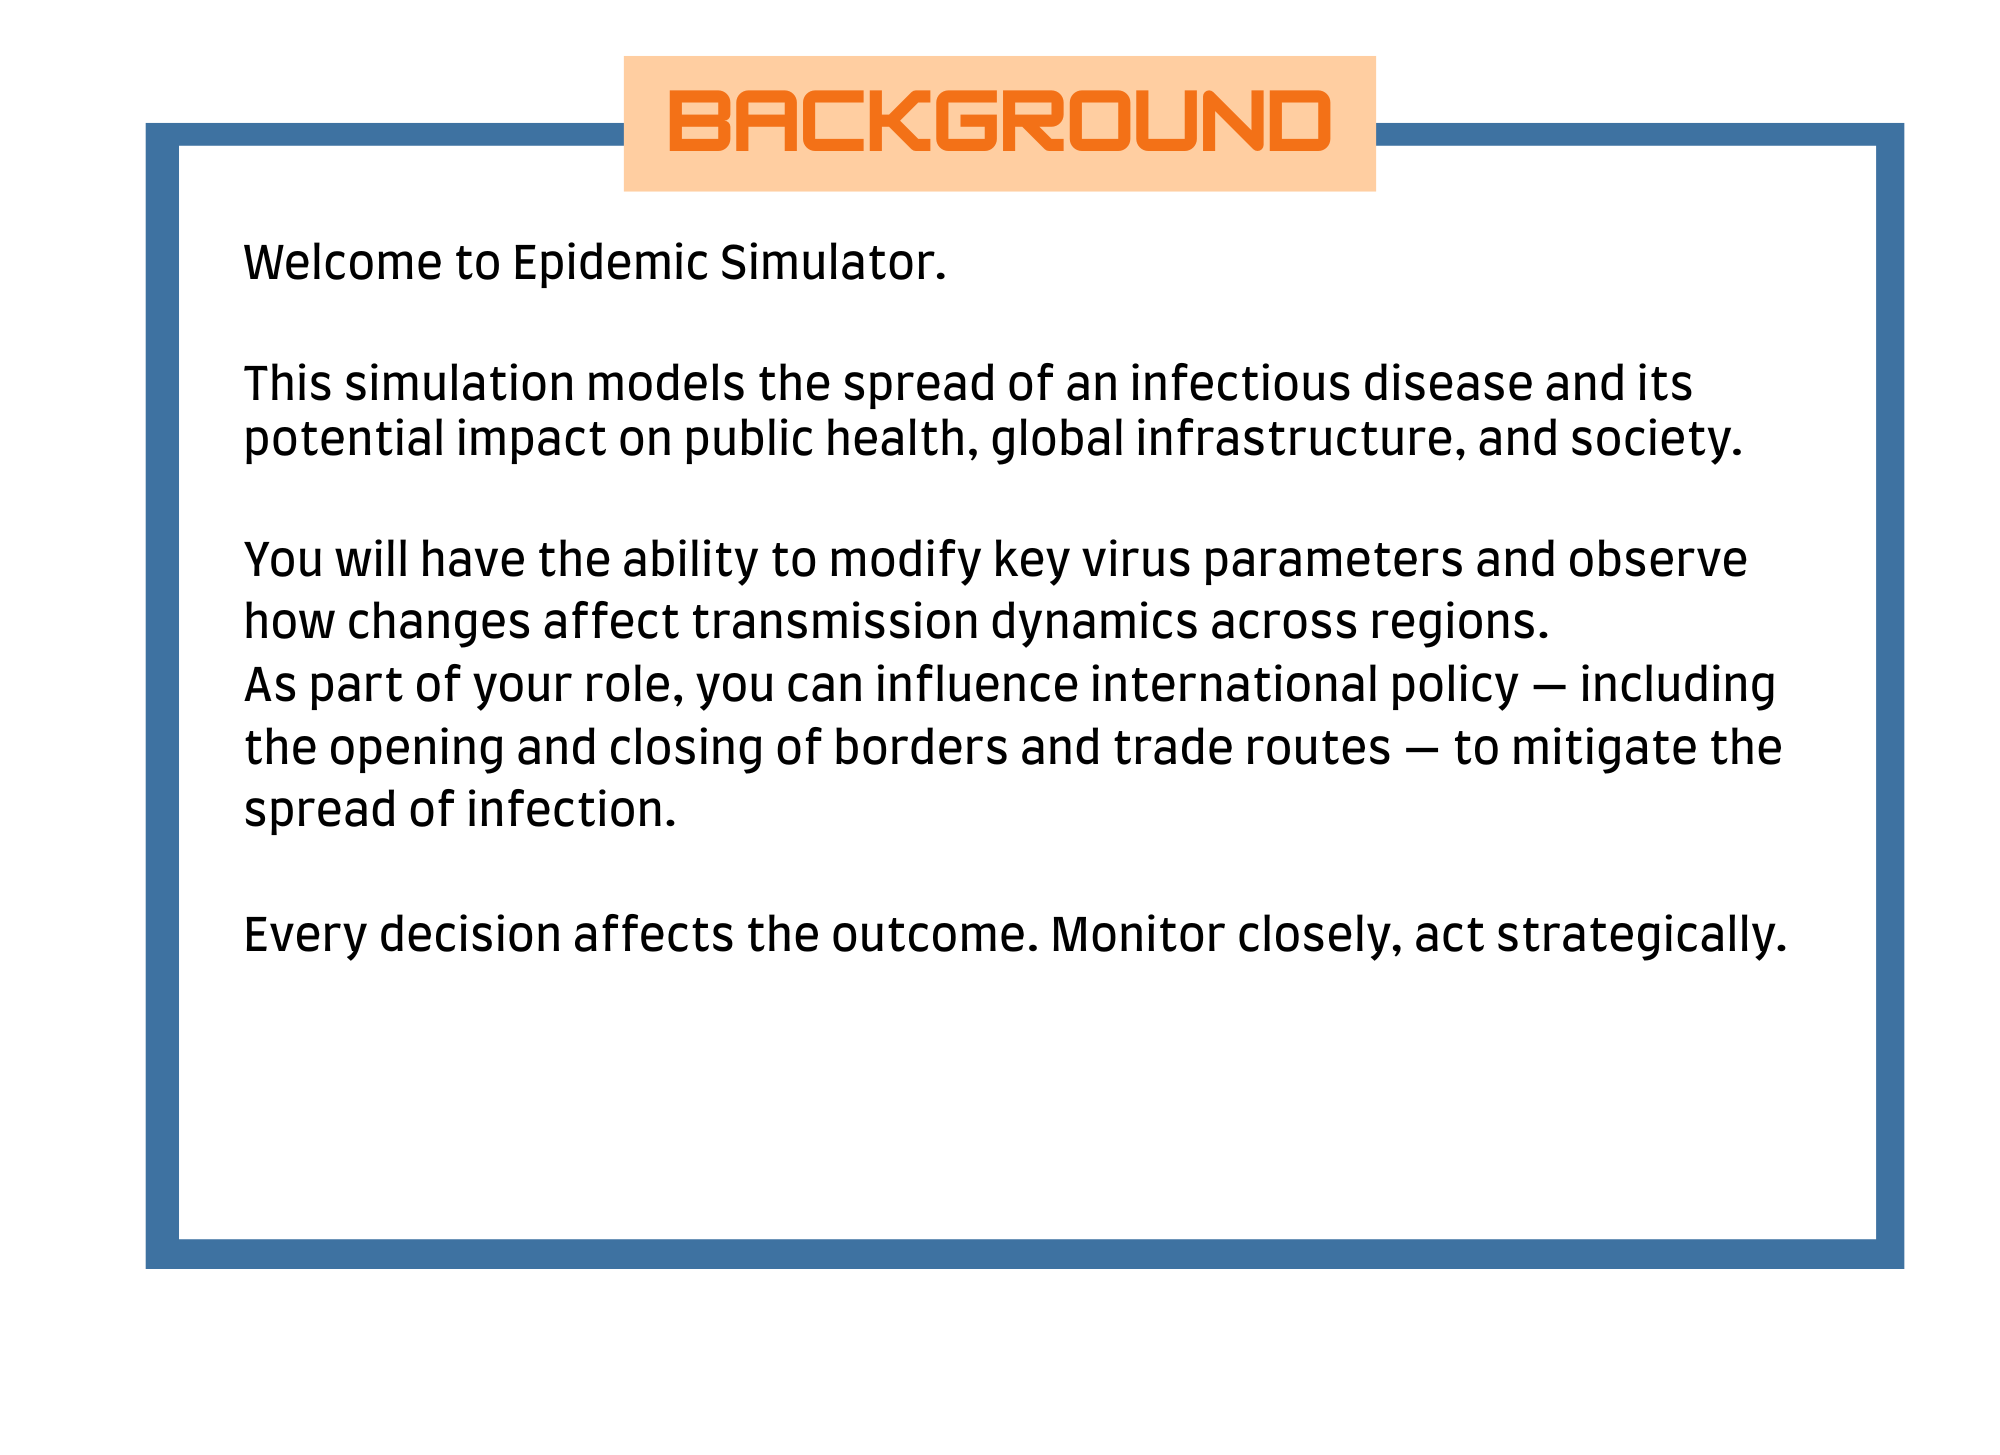 BACKGROUND
Welcome to Epidemic Simulator.
This simulation models the spread of an infectious disease and its
potential impact on public health, global infrastructure, and society.
You will have the ability to modify key virus parameters and observe
how changes affect transmission dynamics across regions.
As part of your role, you can influence international policy — including
the opening and closing of borders and trade routes — to mitigate the
spread of infection.
Every decision affects the outcome. Monitor closely, act strategically.